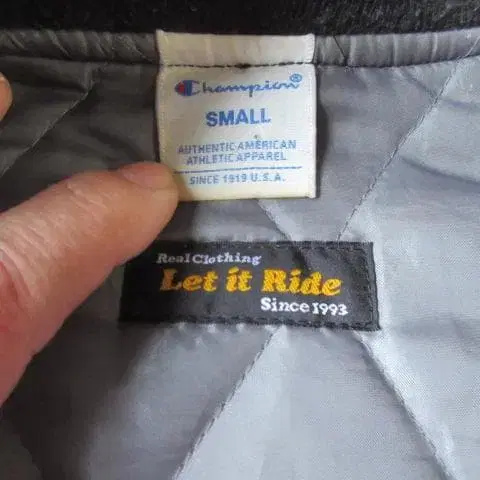 Champion®
SMALL
AUTHENTIC AMERICAN
ATHLETIC APPAREL
SINCE 1919 U.S.A.
Real Clothing
Let it Ride
Since 1993